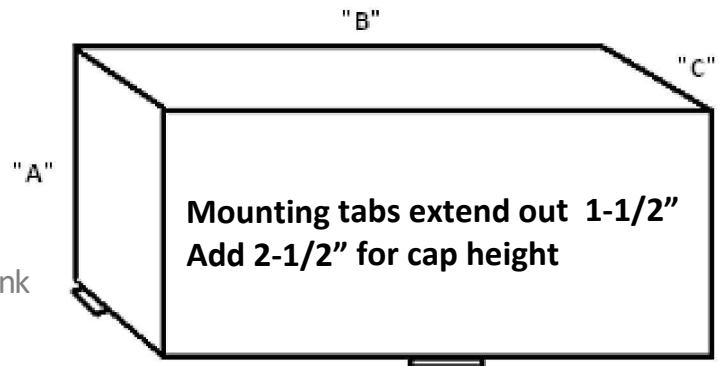 "B"
"C"
"A"
Mounting tabs extend out 1-1/2”
Add 2-1/2” for cap height
nk